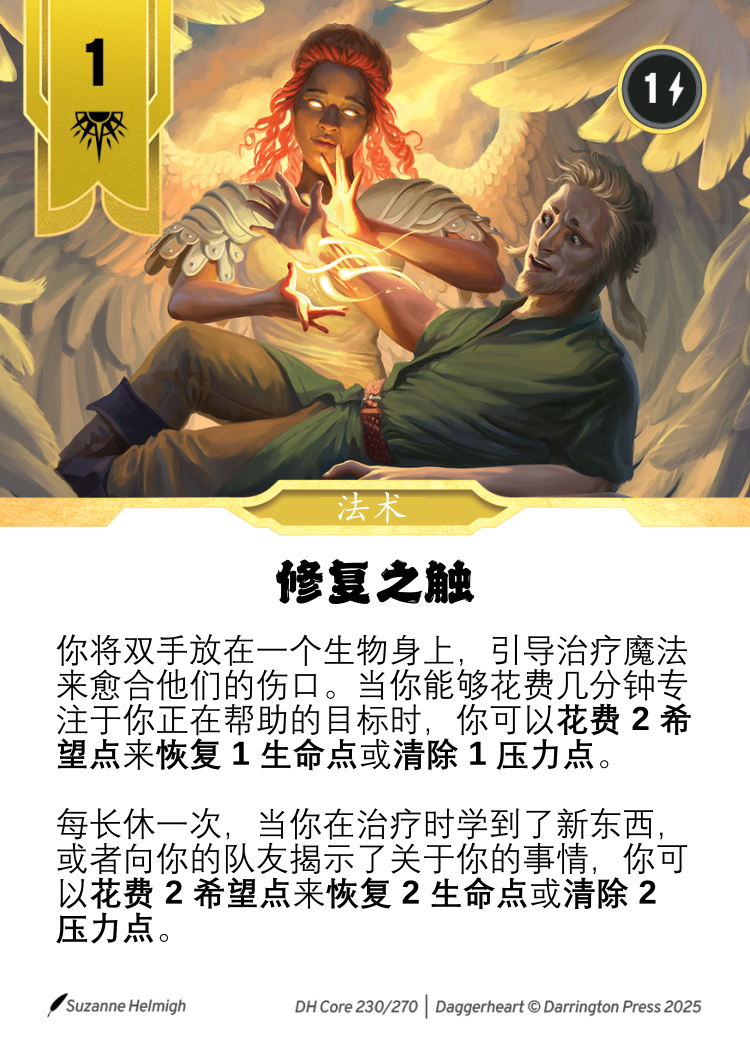 1
1
法术
修复之触
你将双手放在一个生物身上，引导治疗魔法
来愈合他们的伤口。当你能够花费几分钟专
注于你正在帮助的目标时，你可以花费 2 希
望点来恢复 1 生命点或清除 1 压力点。
每长休一次，当你在治疗时学到了新东西，
或者向你的队友揭示了关于你的事情，你可
以花费 2 希望点来恢复 2 生命点或清除 2
压力点。
Suzanne Helmigh DH Core 230/270 | Daggerheart © Darrington Press 2025